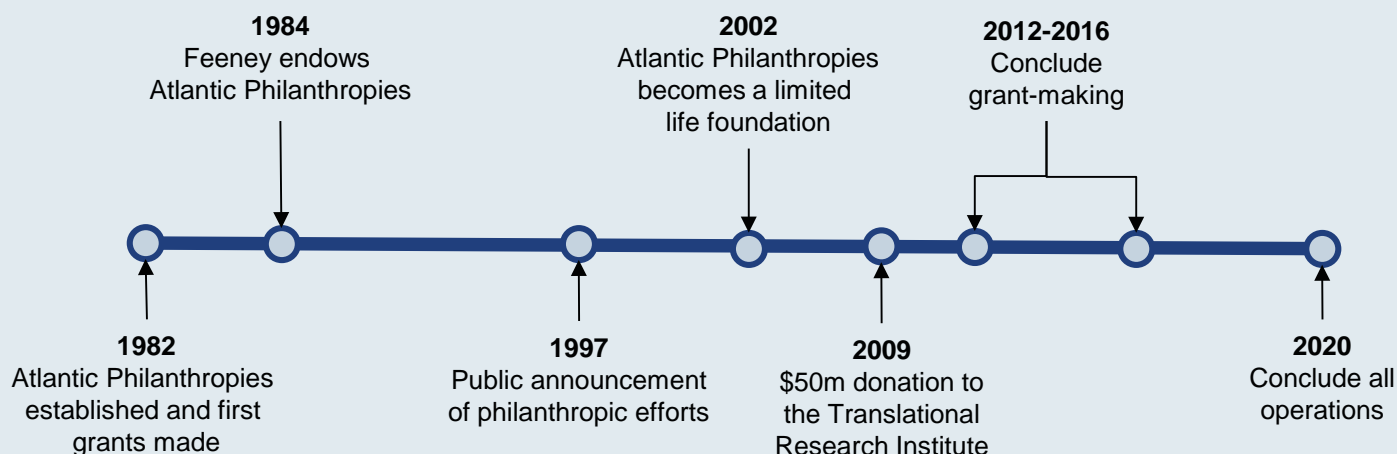 1984
Feeney endows
Atlantic Philanthropies
2002
Atlantic Philanthropies
becomes a limited
life foundation
2012-2016
Conclude
grant-making
1982
Atlantic Philanthropies
established and first
grants made
1997
Public announcement
of philanthropic efforts
2009
$50m donation to
the Translational
Research Institute
2020
Conclude all
operations